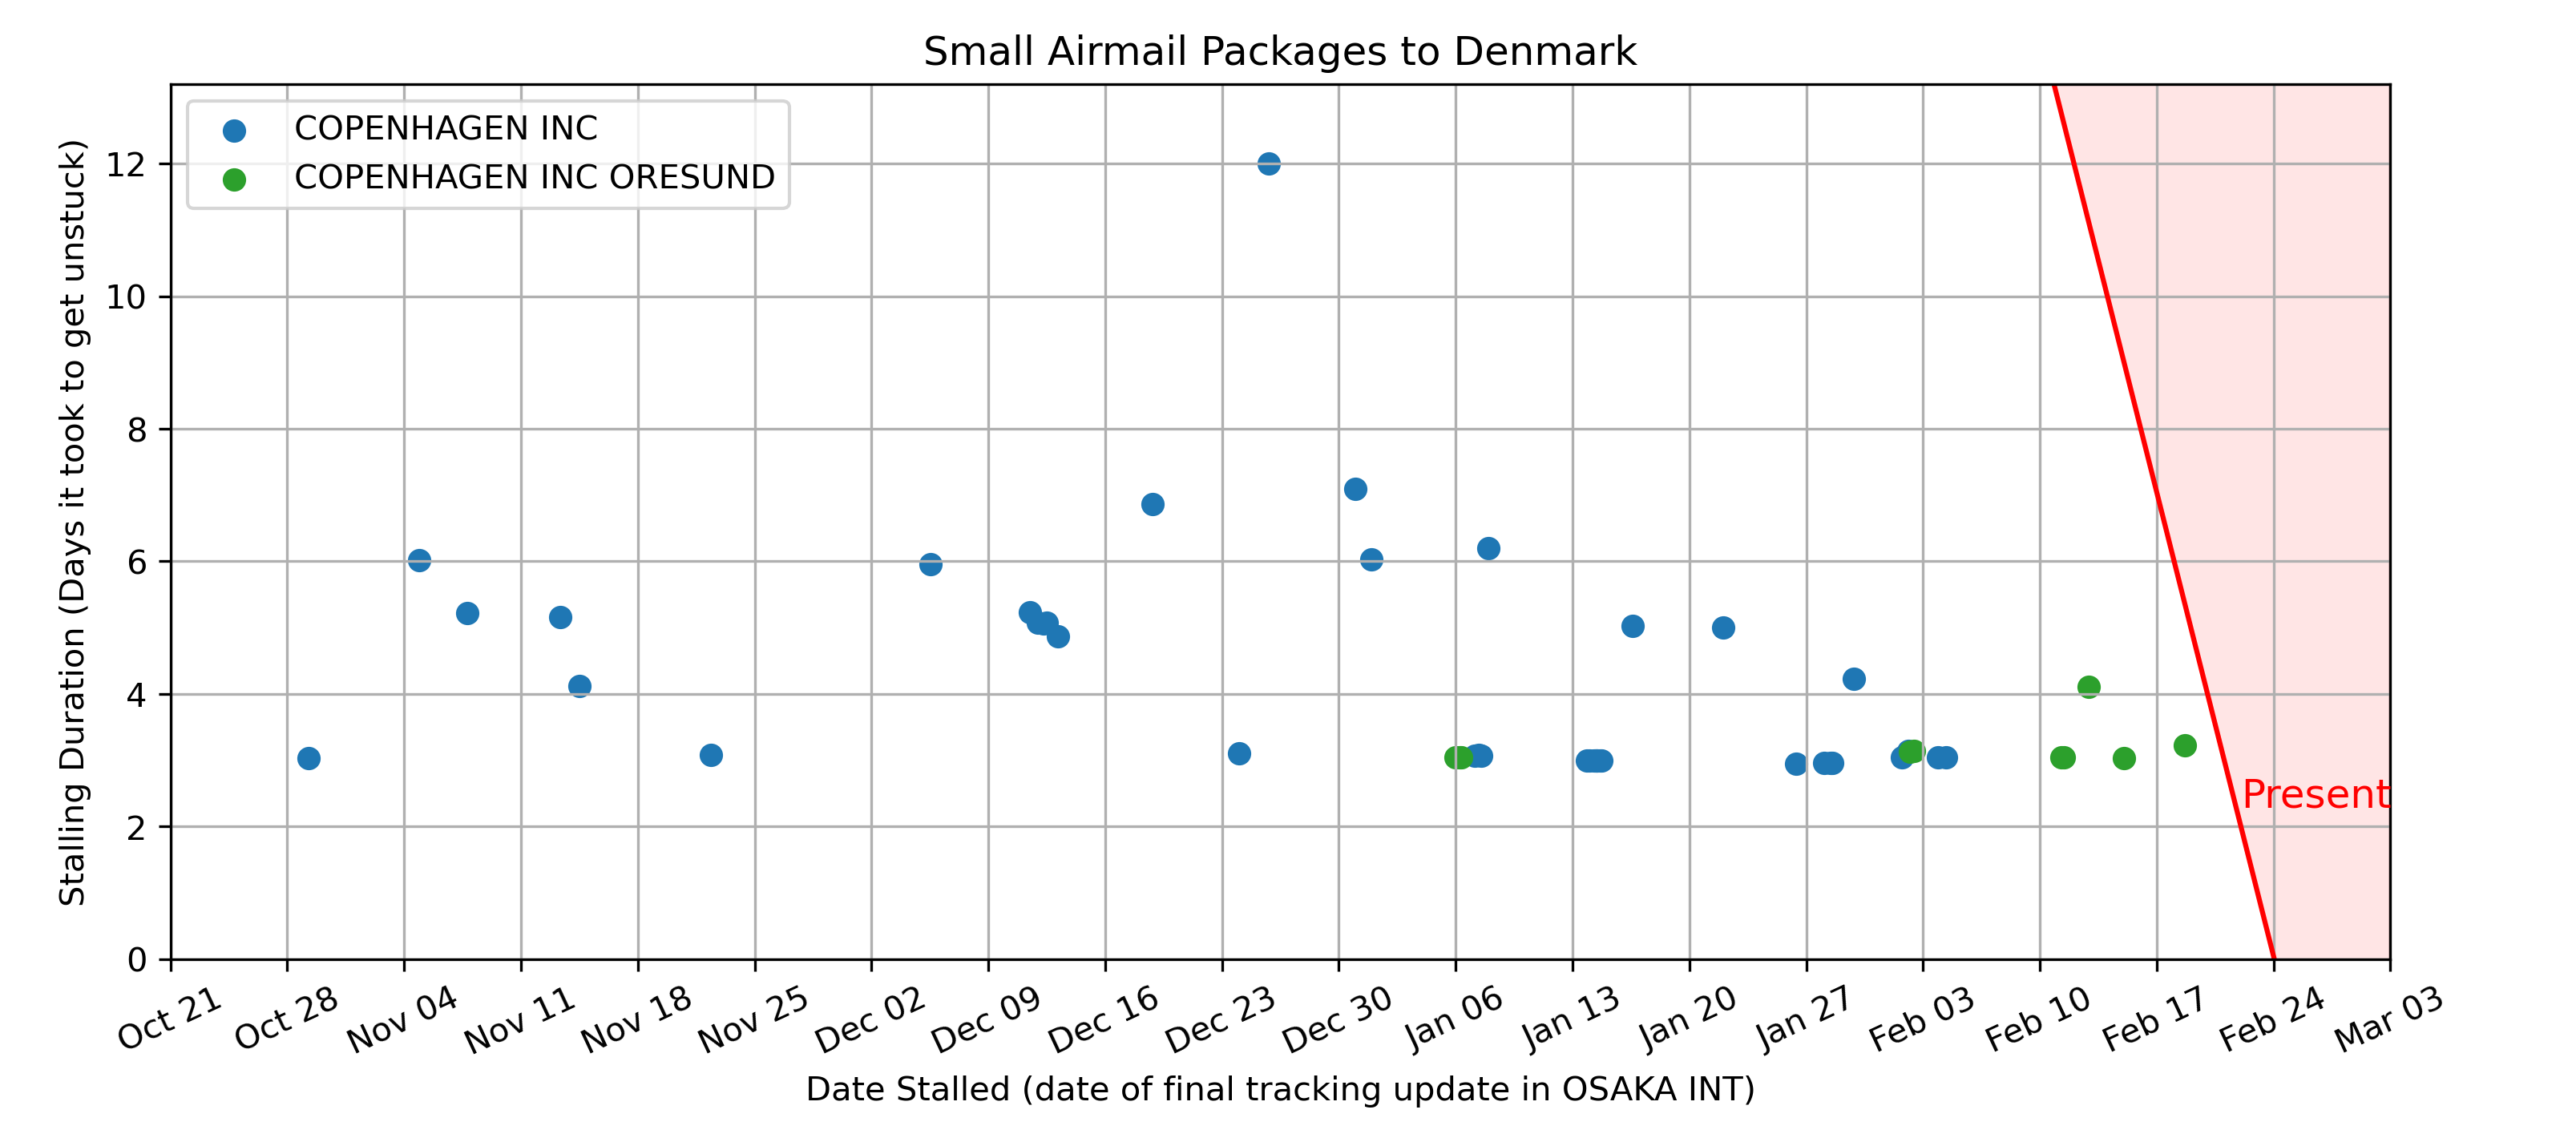 Small Airmail Packages to Denmark
COPENHAGEN INC
COPENHAGEN INC ORESUND
Stalling Duration (Days it took to get unstuck)
12
10
8
6
4
2
0
Present
Oct 21
Oct 28
Nov 04
Nov 11
Nov 18
Nov 25
Dec 02
Dec 09
Dec 16
Dec 23
Dec 30
Jan 06
Jan 13
Jan 20
Jan 27
Feb 03
Feb 10
Feb 17
Feb 24
Mar 03
Date Stalled (date of final tracking update in OSAKA INT)